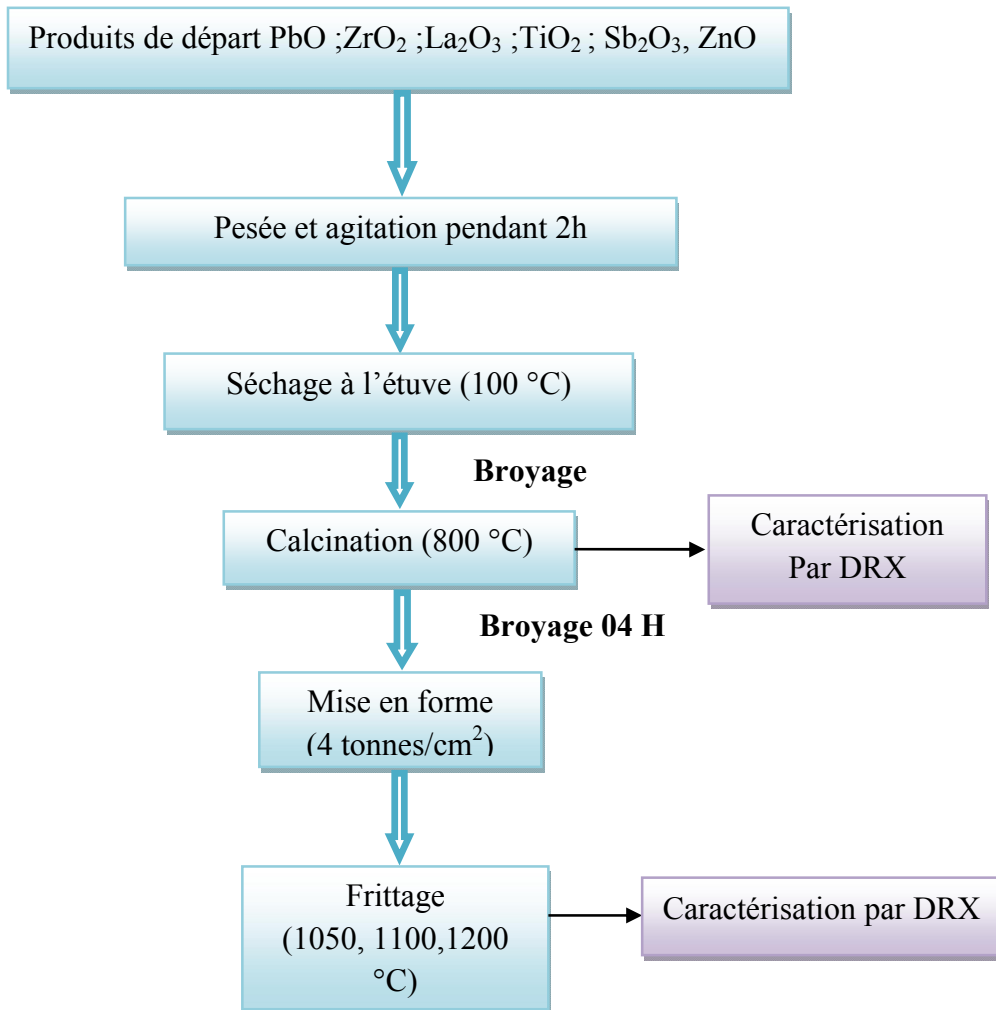 Produits de départ PbO ;ZrO₂ ;La₂O₃ ;TiO₂ ; Sb₂O₃, ZnO
Pesée et agitation pendant 2h
Séchage à l’étuve (100 °C)
Broyage
Calcination (800 °C)
Caractérisation
Par DRX
Broyage 04 H
Mise en forme
(4 tonnes/cm²)
Frittage
(1050, 1100,1200
°C)
Caractérisation par DRX